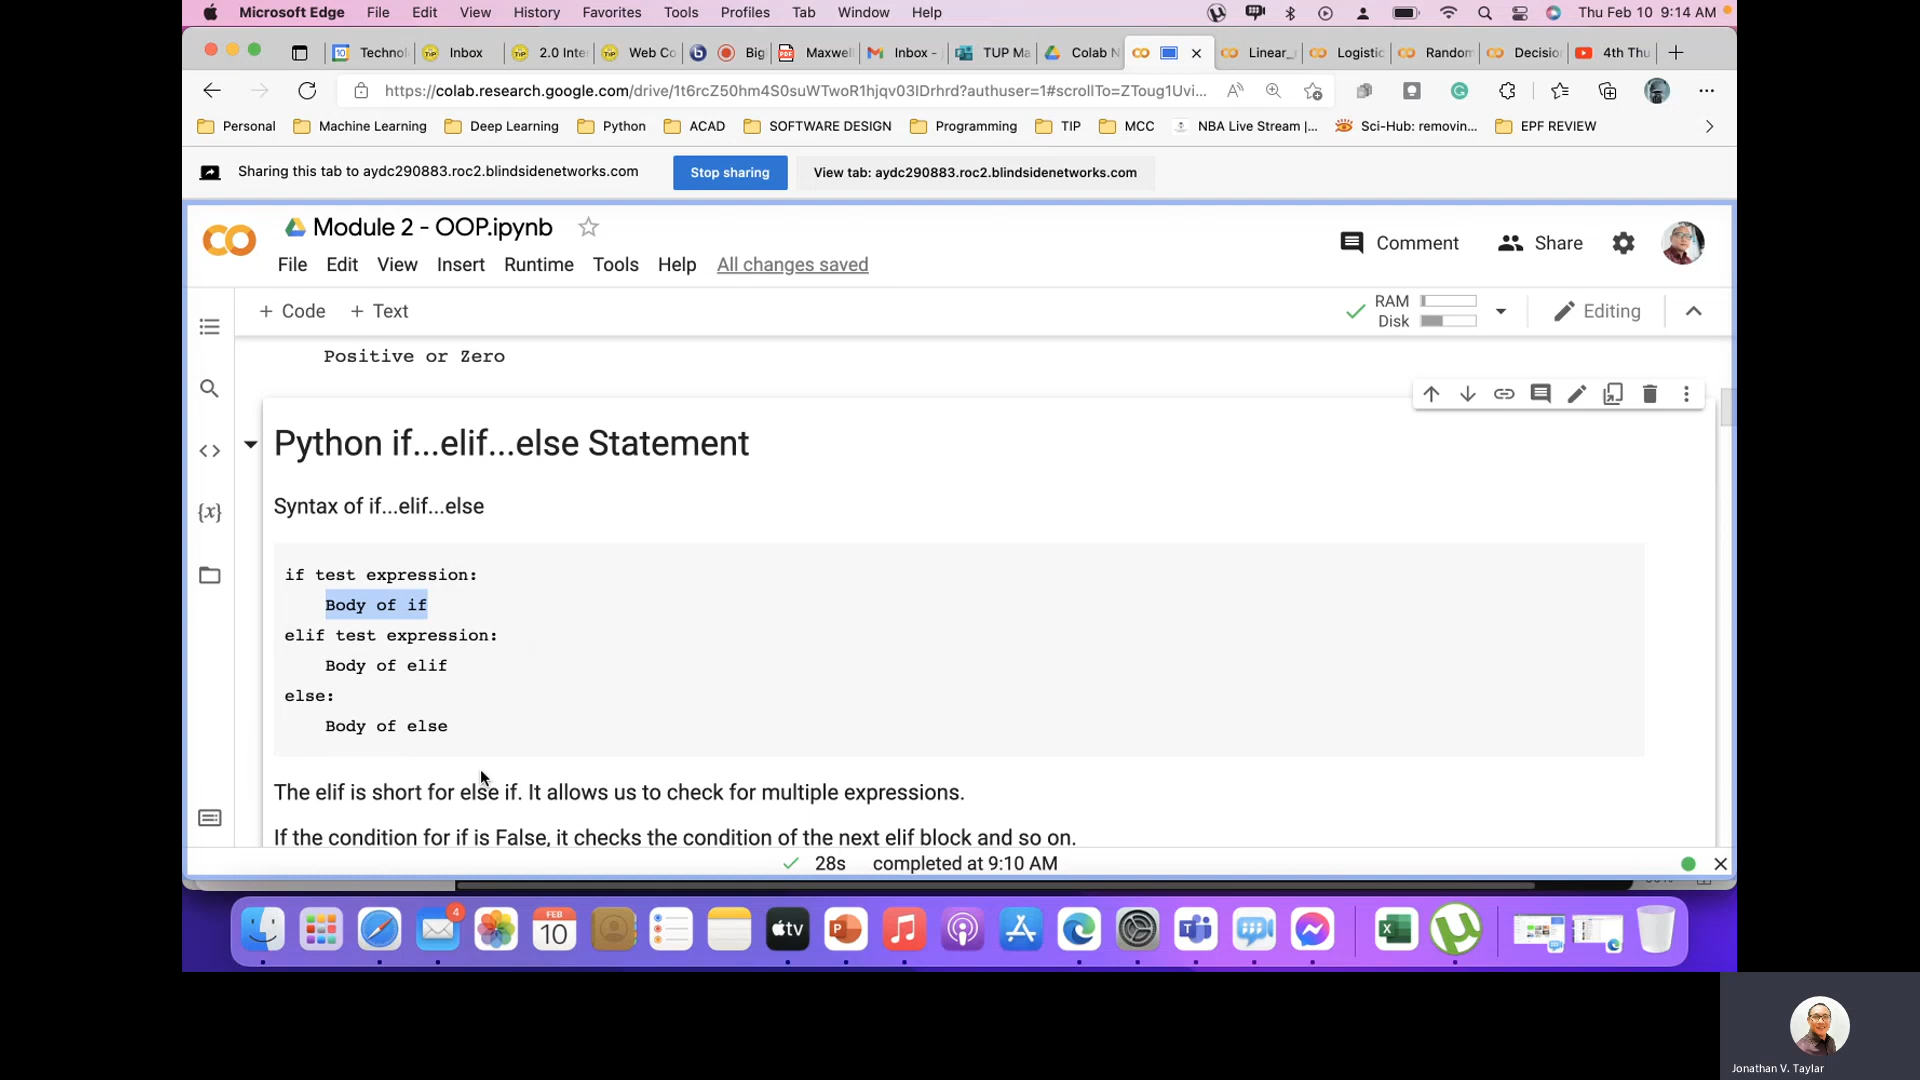 Microsoft Edge File Edit View History Favorites Tools Profiles Tab Window Help Thu Feb 10 9:14 AM
Technol Inbox 2.0 Inte Web Co Big Maxwel Inbox - TUP Ma Colab N Linear_ Logistic Random Decision 4th Thu
https://colab.research.google.com/drive/1t6rcZ50hm4S0suWTwoR1hjqv03IDrhrd?authuser=1#scrollTo=ZToug1Uvi...
Personal Machine Learning Deep Learning Python ACAD SOFTWARE DESIGN Programming TIP MCC NBA Live Stream |... Sci-Hub: removin... EPF REVIEW
Sharing this tab to aydc290883.roc2.blindsidenetworks.com Stop sharing View tab: aydc290883.roc2.blindsidenetworks.com
Module 2 - OOP.ipynb
Comment Share
File Edit View Insert Runtime Tools Help All changes saved
+ Code + Text
RAM
Disk
Editing
Positive or Zero
Python if...elif...else Statement
Syntax of if...elif...else
if test expression:
Body of if
elif test expression:
Body of elif
else:
Body of else
The elif is short for else if. It allows us to check for multiple expressions.
If the condition for if is False, it checks the condition of the next elif block and so on.
28s completed at 9:10 AM
4
FEB
10
tv
Jonathan V. Taylor